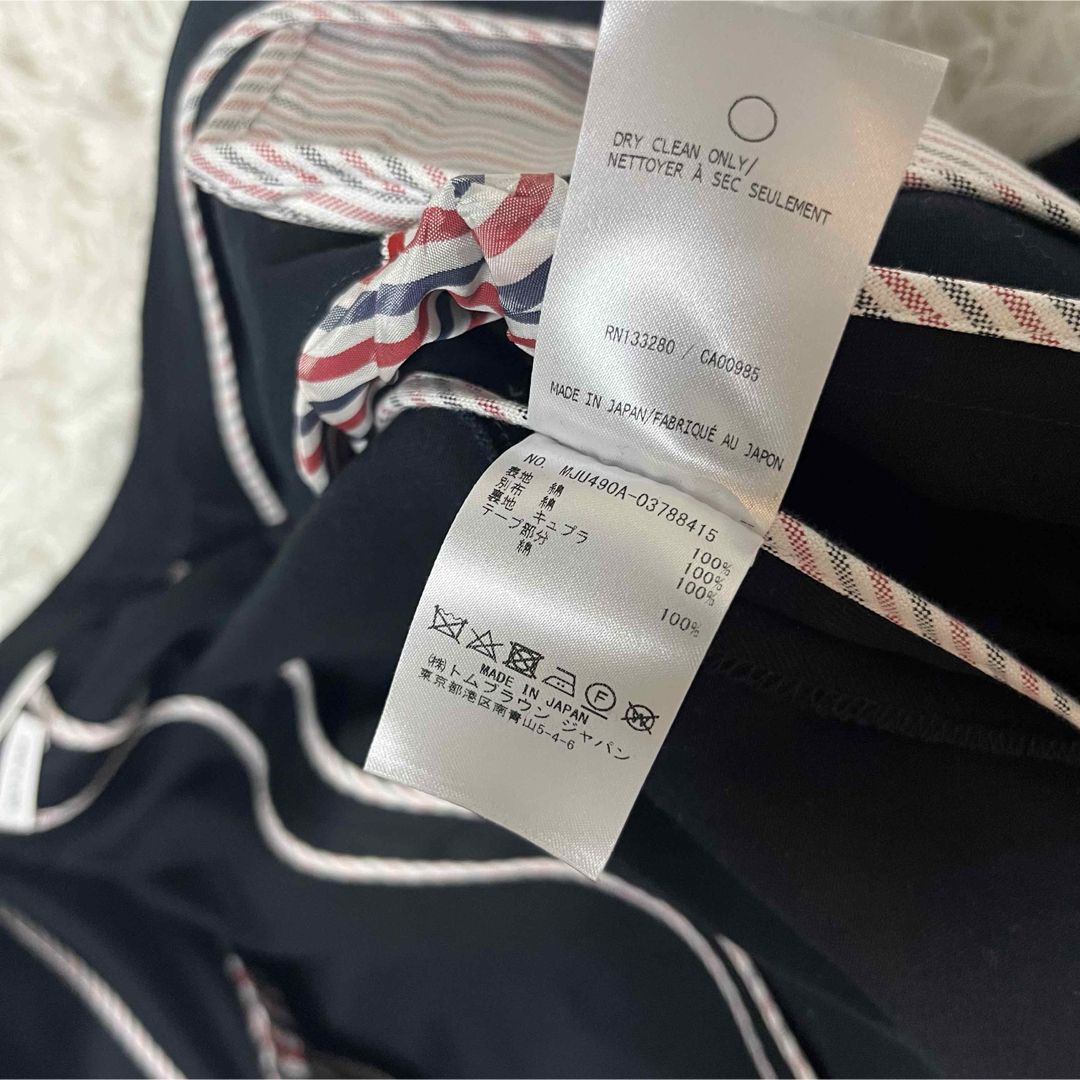 DRY CLEAN ONLY/
NETTOYER À SEC SEULEMENT
RN133280 / CA00985
MADE IN JAPAN/FABRIQUÉ AU JAPON
NO. MJU490A-03788415
表地 綿 100%
別布 綿 100%
裏地 キュプラ 100%
テープ部分
綿 100%
F
W
MADE IN JAPAN
(株)トムブラウン ジャパン
東京都港区南青山5-4-6